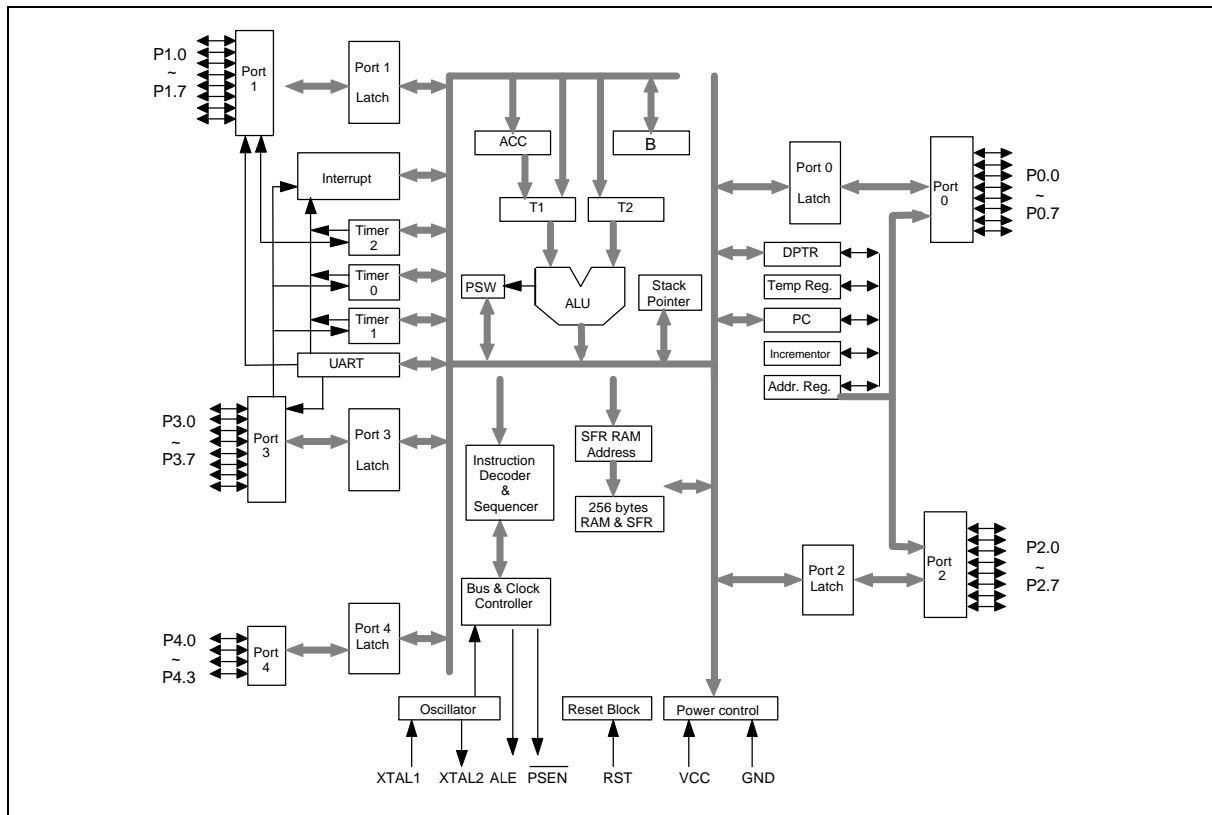 P1.0
~
P1.7
Port
1
Port 1
Latch
ACC
B
Interrupt
T1
T2
Timer
2
Timer
0
Timer
1
UART
PSW
ALU
Stack
Pointer
Port 0
Latch
Port
0
P0.0
~
P0.7
DPTR
Temp Reg.
PC
Incrementor
Addr. Reg.
P3.0
~
P3.7
Port
3
Port 3
Latch
Instruction
Decoder
&
Sequencer
SFR RAM
Address
256 bytes
RAM & SFR
Port 2
Latch
Port
2
P2.0
~
P2.7
Bus & Clock
Controller
P4.0
~
P4.3
Port
4
Port 4
Latch
Oscillator
Reset Block
Power control
XTAL1
XTAL2
ALE
PSEN
RST
VCC
GND